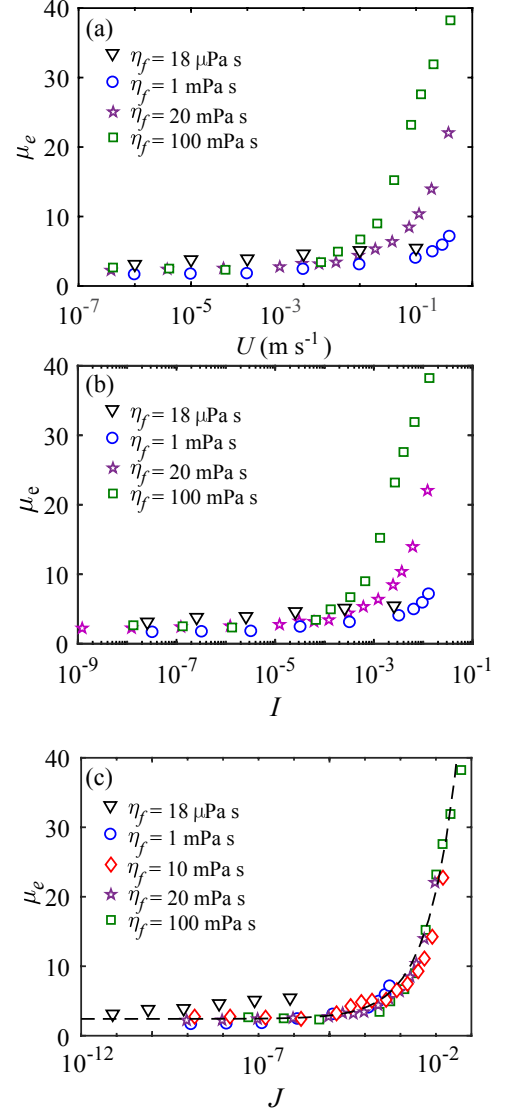 (a)
η_f = 18 μPa s
η_f = 1 mPa s
η_f = 20 mPa s
η_f = 100 mPa s
μ_e
40
30
20
10
0
10^-7
10^-5
10^-3
10^-1
U (m s^-1)
(b)
η_f = 18 μPa s
η_f = 1 mPa s
η_f = 20 mPa s
η_f = 100 mPa s
μ_e
40
30
20
10
0
10^-9
10^-7
10^-5
10^-3
10^-1
I
(c)
η_f = 18 μPa s
η_f = 1 mPa s
η_f = 10 mPa s
η_f = 20 mPa s
η_f = 100 mPa s
μ_e
40
30
20
10
0
10^-12
10^-7
10^-2
J